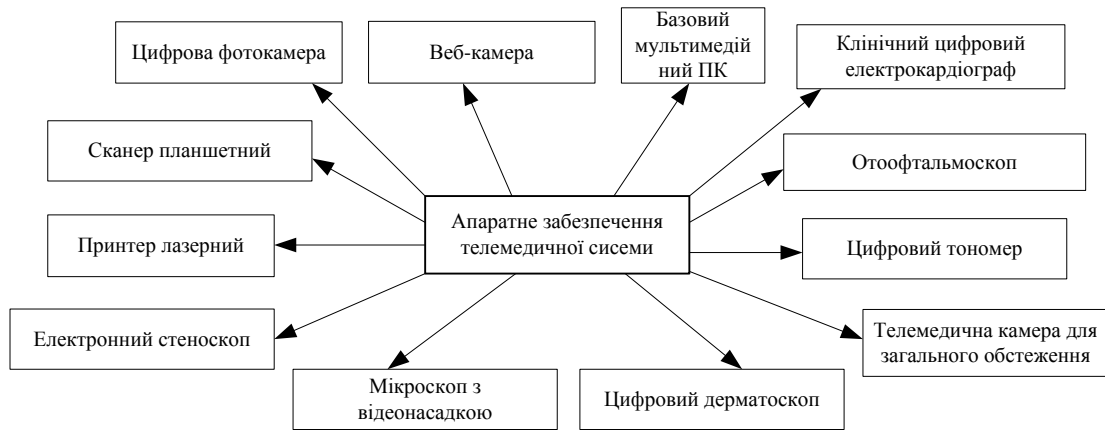 Цифрова фотокамера
Веб-камера
Базовий
мультимедій
ний ПК
Клінічний цифровий
електрокардіограф
Сканер планшетний
Отоофтальмоскоп
Апаратне забезпечення
телемедичної сисеми
Принтер лазерний
Цифровий тономер
Електронний стеноскоп
Телемедична камера для
загального обстеження
Мікроскоп з
відеонасадкою
Цифровий дерматоскоп